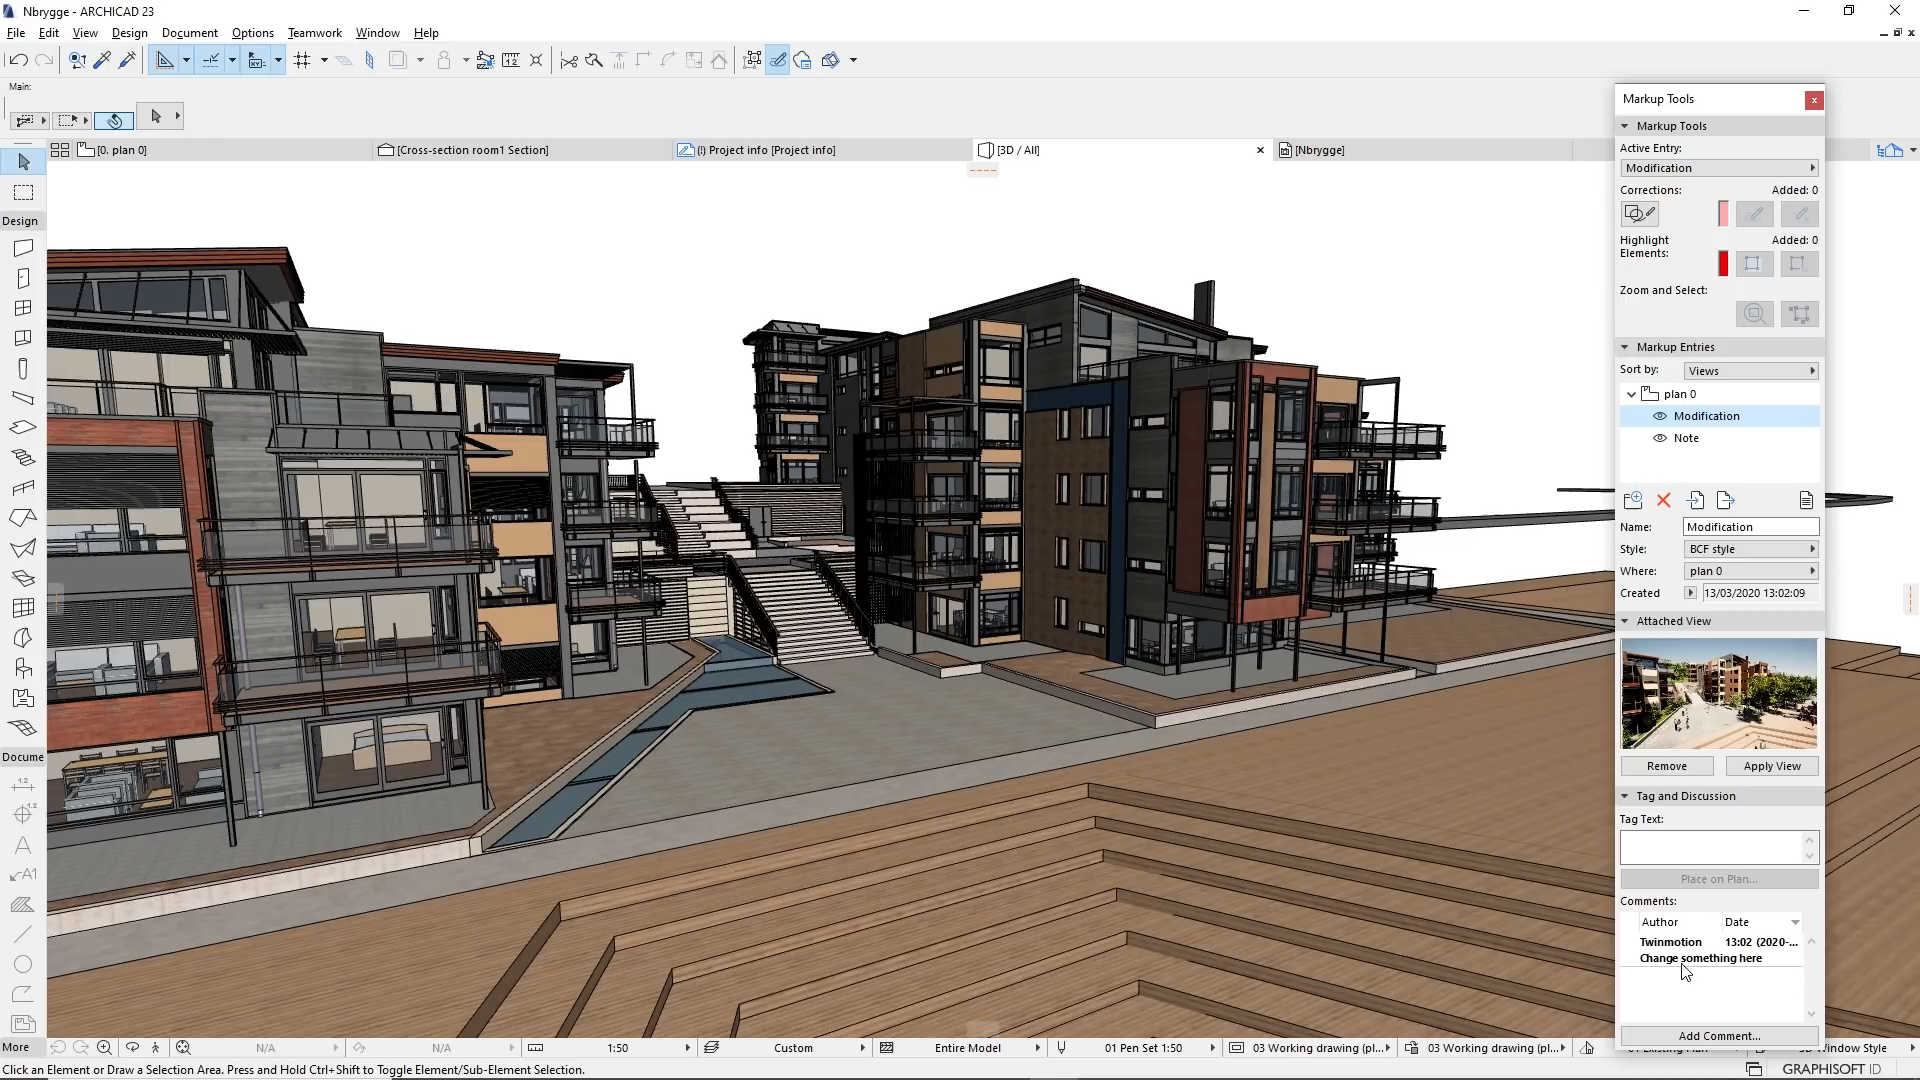 Nbrygge - ARCHICAD 23
File Edit View Design Document Options Teamwork Window Help
Main:
[0. plan 0]
[Cross-section room1 Section]
(!) Project info [Project info]
[3D / All]
[Nbrygge]
Design
Docume
1.2
1.2
A
A1
More
Markup Tools
Markup Tools
Active Entry:
Modification
Corrections: Added: 0
Highlight Elements: Added: 0
Zoom and Select:
Markup Entries
Sort by: Views
plan 0
Modification
Note
Name: Modification
Style: BCF style
Where: plan 0
Created 13/03/2020 13:02:09
Attached View
Remove Apply View
Tag and Discussion
Tag Text:
Place on Plan...
Comments:
Author Date
Twinmotion 13:02 (2020-...
Change something here
Add Comment...
N/A N/A 1:50 Custom Entire Model 01 Pen Set 1:50 03 Working drawing (pl... 03 Working drawing (pl... Window Style
Click an Element or Draw a Selection Area. Press and Hold Ctrl+Shift to Toggle Element/Sub-Element Selection.
GRAPHISOFT ID